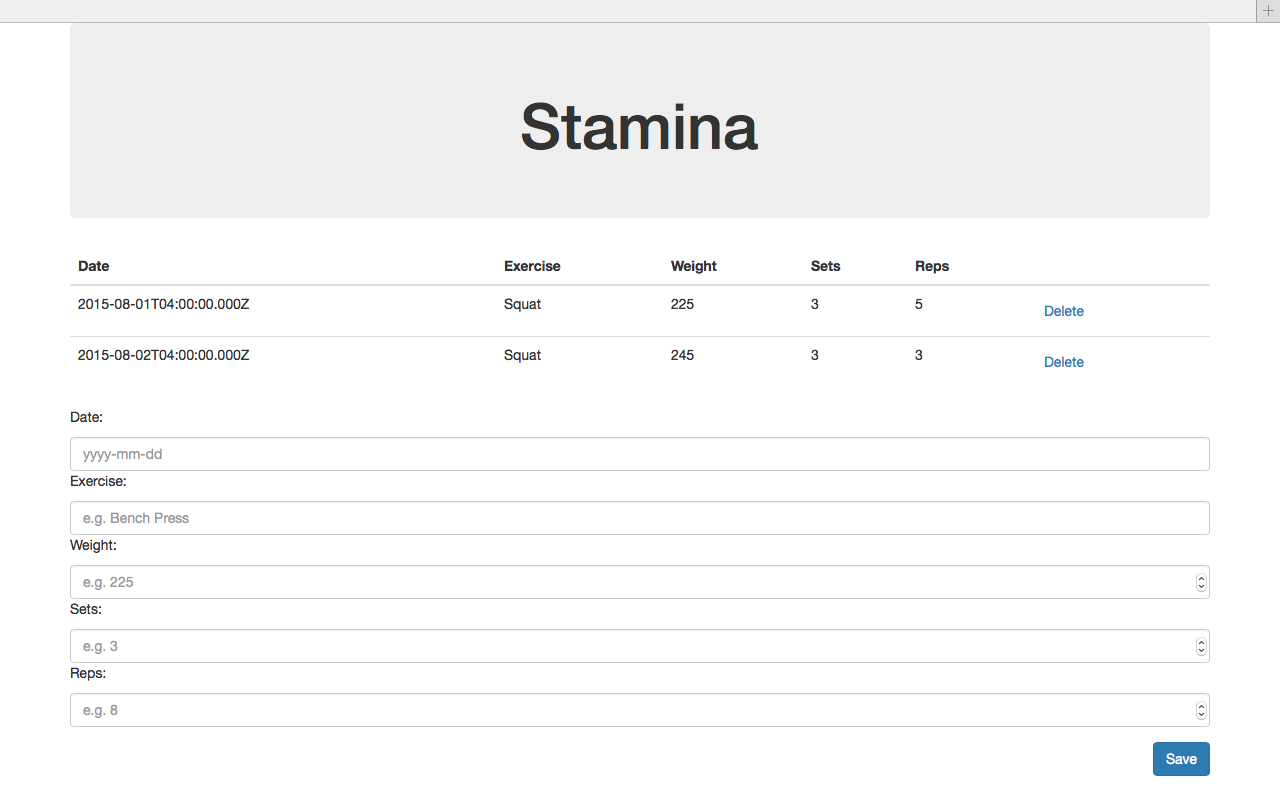 Stamina
Date Exercise Weight Sets Reps
2015-08-01T04:00:00.000Z Squat 225 3 5 Delete
2015-08-02T04:00:00.000Z Squat 245 3 3 Delete
Date:
yyyy-mm-dd
Exercise:
e.g. Bench Press
Weight:
e.g. 225
Sets:
e.g. 3
Reps:
e.g. 8
Save